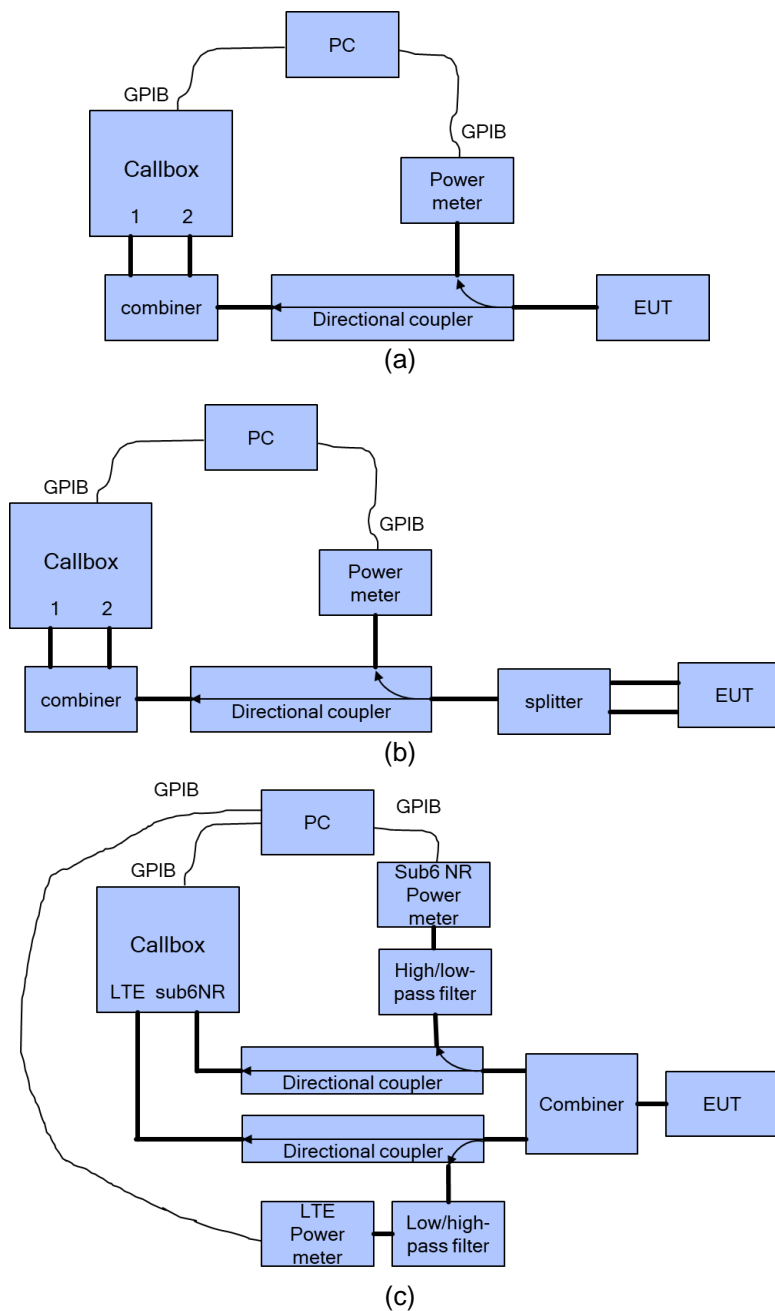 PC
GPIB
GPIB
Callbox
1 2
Power
meter
combiner
Directional coupler
EUT
(a)
PC
GPIB
GPIB
Callbox
1 2
Power
meter
combiner
Directional coupler
splitter
EUT
(b)
GPIB
PC
GPIB
GPIB
Sub6 NR
Power
meter
Callbox
LTE sub6NR
High/low-
pass filter
Directional coupler
Combiner
EUT
Directional coupler
LTE
Power
meter
Low/high-
pass filter
(c)